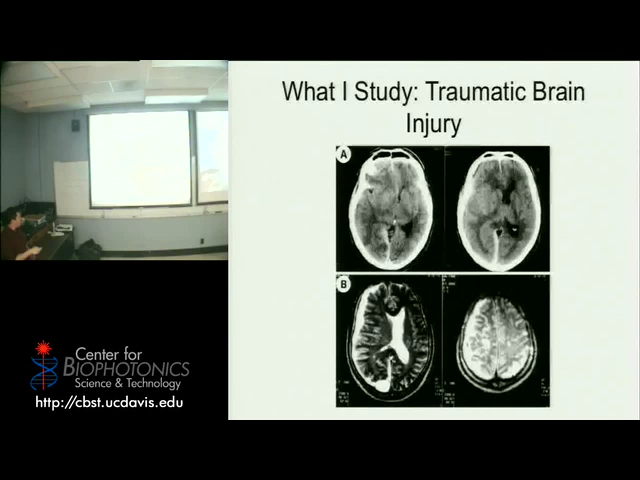 What I Study: Traumatic Brain
Injury
A
B
Center for
BIOPHOTONICS
Science & Technology
http://cbst.ucdavis.edu